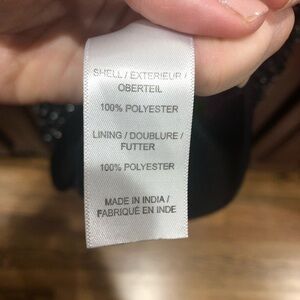 SHELL / EXTERIEUR /
OBERTEIL
100% POLYESTER
LINING / DOUBLURE /
FUTTER
100% POLYESTER
MADE IN INDIA /
FABRIQUÉ EN INDE